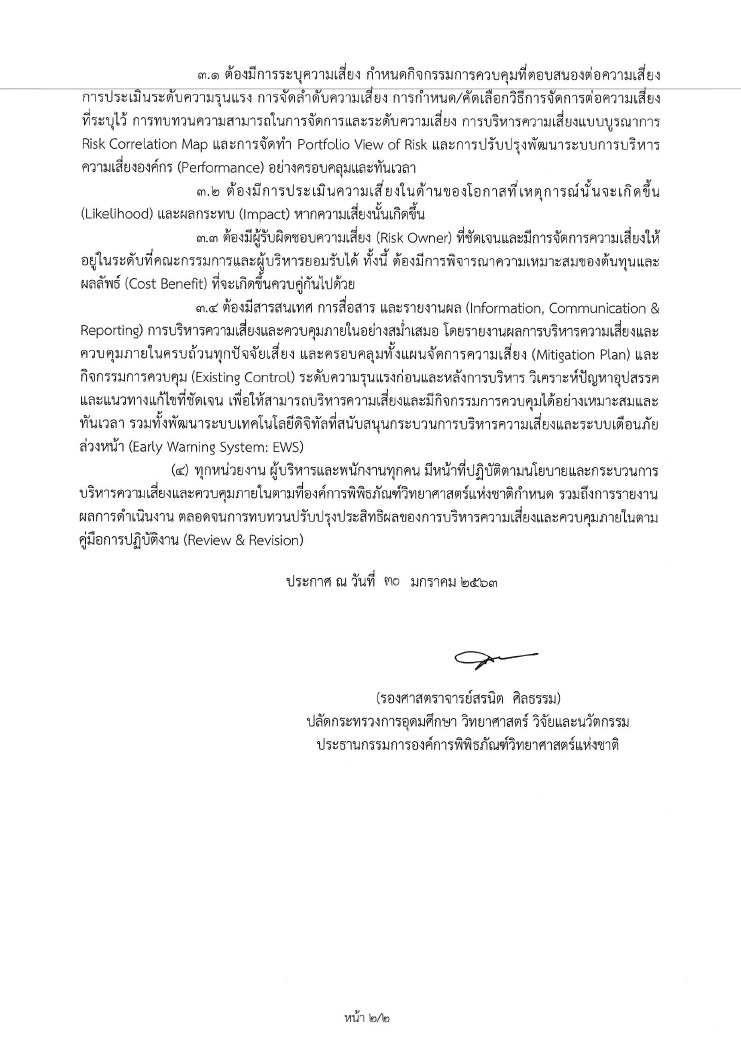 ๓.๑ ต้องมีการระบุความเสี่ยง กำหนดกิจกรรมการควบคุมที่ตอบสนองต่อความเสี่ยง
การประเมินระดับความรุนแรง การจัดลำดับความเสี่ยง การกำหนด/คัดเลือกวิธีการจัดการต่อความเสี่ยง
ที่ระบุไว้ การทบทวนความสามารถในการจัดการและระดับความเสี่ยง การบริหารความเสี่ยงแบบบูรณาการ
Risk Correlation Map และการจัดทำ Portfolio View of Risk และการปรับปรุงพัฒนาระบบการบริหาร
ความเสี่ยงองค์กร (Performance) อย่างครอบคลุมและทันเวลา
๓.๒ ต้องมีการประเมินความเสี่ยงในด้านของโอกาสที่เหตุการณ์นั้นจะเกิดขึ้น
(Likelihood) และผลกระทบ (Impact) หากความเสี่ยงนั้นเกิดขึ้น
๓.๓ ต้องมีผู้รับผิดชอบความเสี่ยง (Risk Owner) ที่ชัดเจนและมีการจัดการความเสี่ยงให้
อยู่ในระดับที่คณะกรรมการและผู้บริหารยอมรับได้ ทั้งนี้ ต้องมีการพิจารณาความเหมาะสมของต้นทุนและ
ผลลัพธ์ (Cost Benefit) ที่จะเกิดขึ้นควบคู่กันไปด้วย
๓.๔ ต้องมีสารสนเทศ การสื่อสาร และรายงานผล (Information, Communication &
Reporting) การบริหารความเสี่ยงและควบคุมภายในอย่างสม่ำเสมอ โดยรายงานผลการบริหารความเสี่ยงและ
ควบคุมภายในครบถ้วนทุกปัจจัยเสี่ยง และครอบคลุมทั้งแผนจัดการความเสี่ยง (Mitigation Plan) และ
กิจกรรมการควบคุม (Existing Control) ระดับความรุนแรงก่อนและหลังการบริหาร วิเคราะห์ปัญหาอุปสรรค
และแนวทางแก้ไขที่ชัดเจน เพื่อให้สามารถบริหารความเสี่ยงและมีกิจกรรมการควบคุมได้อย่างเหมาะสมและ
ทันเวลา รวมทั้งพัฒนาระบบเทคโนโลยีดิจิทัลที่สนับสนุนกระบวนการบริหารความเสี่ยงและระบบเตือนภัย
ล่วงหน้า (Early Warning System: EWS)
(๔) ทุกหน่วยงาน ผู้บริหารและพนักงานทุกคน มีหน้าที่ปฏิบัติตามนโยบายและกระบวนการ
บริหารความเสี่ยงและควบคุมภายในตามที่องค์การพิพิธภัณฑ์วิทยาศาสตร์แห่งชาติกำหนด รวมถึงการรายงาน
ผลการดำเนินงาน ตลอดจนการทบทวนปรับปรุงประสิทธิผลของการบริหารความเสี่ยงและควบคุมภายในตาม
คู่มือการปฏิบัติงาน (Review & Revision)
ประกาศ ณ วันที่ ๓๐ มกราคม ๒๕๖๓
(รองศาสตราจารย์สรนิต ศิลธรรม)
ปลัดกระทรวงการอุดมศึกษา วิทยาศาสตร์ วิจัยและนวัตกรรม
ประธานกรรมการองค์การพิพิธภัณฑ์วิทยาศาสตร์แห่งชาติ
หน้า ๒/๒